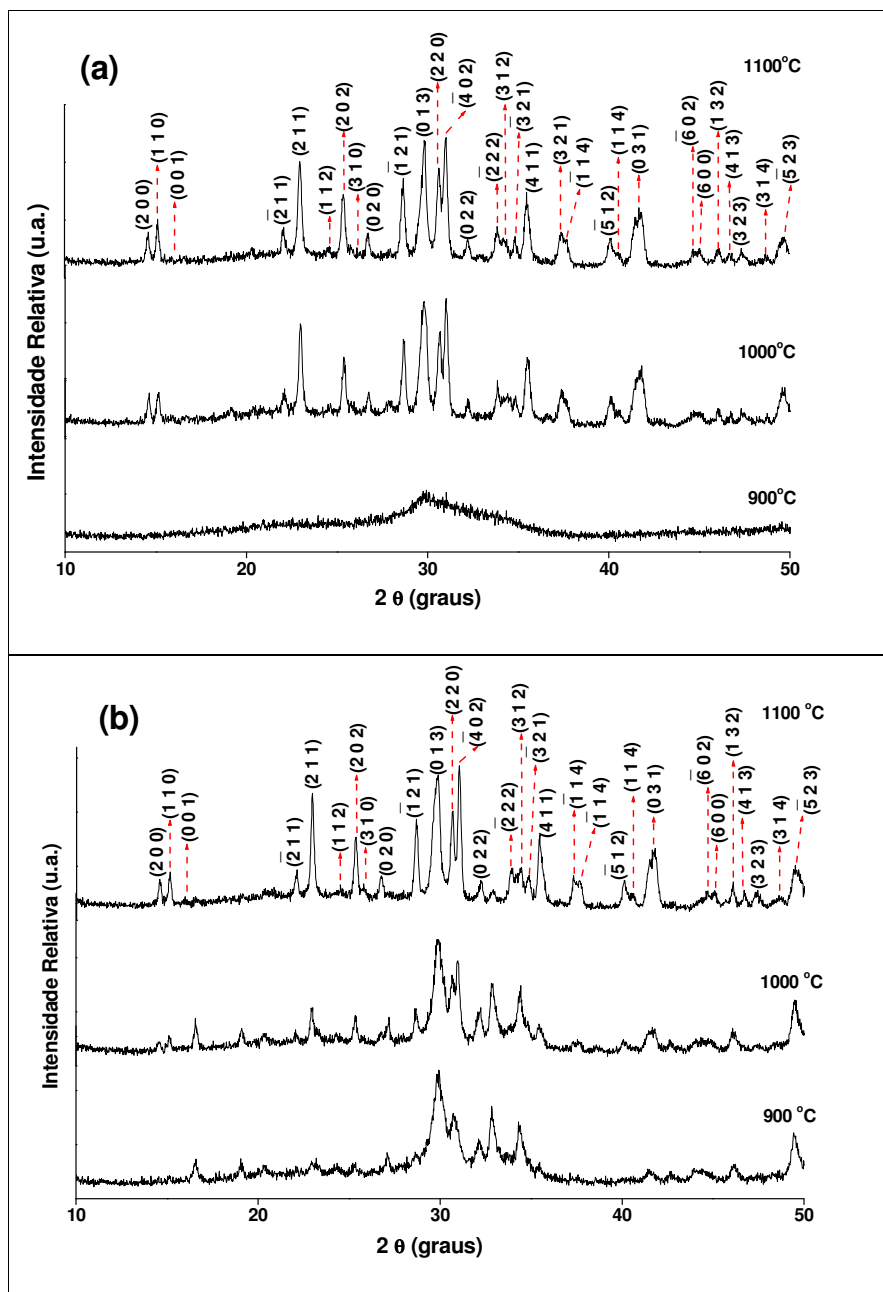 (a)
1100°C
1000°C
900°C
Intensidade Relativa (u.a.)
(2 0 0)
(1 1 0)
(0 0 1)
(2̅ 1 1)
(2 1 1)
(1 1 2)
(2 0 2)
(3 1 0)
(0 2 0)
(1̅ 2 1)
(0 1 3)
(2 2 0)
(4̅ 0 2)
(0 2 2)
(2̅ 2 2)
(3 1 2)
(3̅ 2 1)
(4 1 1)
(3 2 1)
(1̅ 1 4)
(5̅ 1 2)
(1 1 4)
(0 3 1)
(6̅ 0 2)
(6 0 0)
(1 3 2)
(4 1 3)
(3 2 3)
(3 1 4)
(5̅ 2 3)
10 20 30 40 50
2 θ (graus)
(b)
1100 °C
1000 °C
900 °C
Intensidade Relativa (u.a.)
(2 0 0)
(1 1 0)
(0 0 1)
(2̅ 1 1)
(2 1 1)
(1 1 2)
(2 0 2)
(3 1 0)
(0 2 0)
(1̅ 2 1)
(0 1 3)
(2 2 0)
(4̅ 0 2)
(0 2 2)
(2̅ 2 2)
(3 1 2)
(3̅ 2 1)
(4 1 1)
(1̅ 1 4)
(1̅ 1 4)
(5̅ 1 2)
(1 1 4)
(0 3 1)
(6̅ 0 2)
(6 0 0)
(1 3 2)
(4 1 3)
(3 2 3)
(3 1 4)
(5̅ 2 3)
10 20 30 40 50
2 θ (graus)